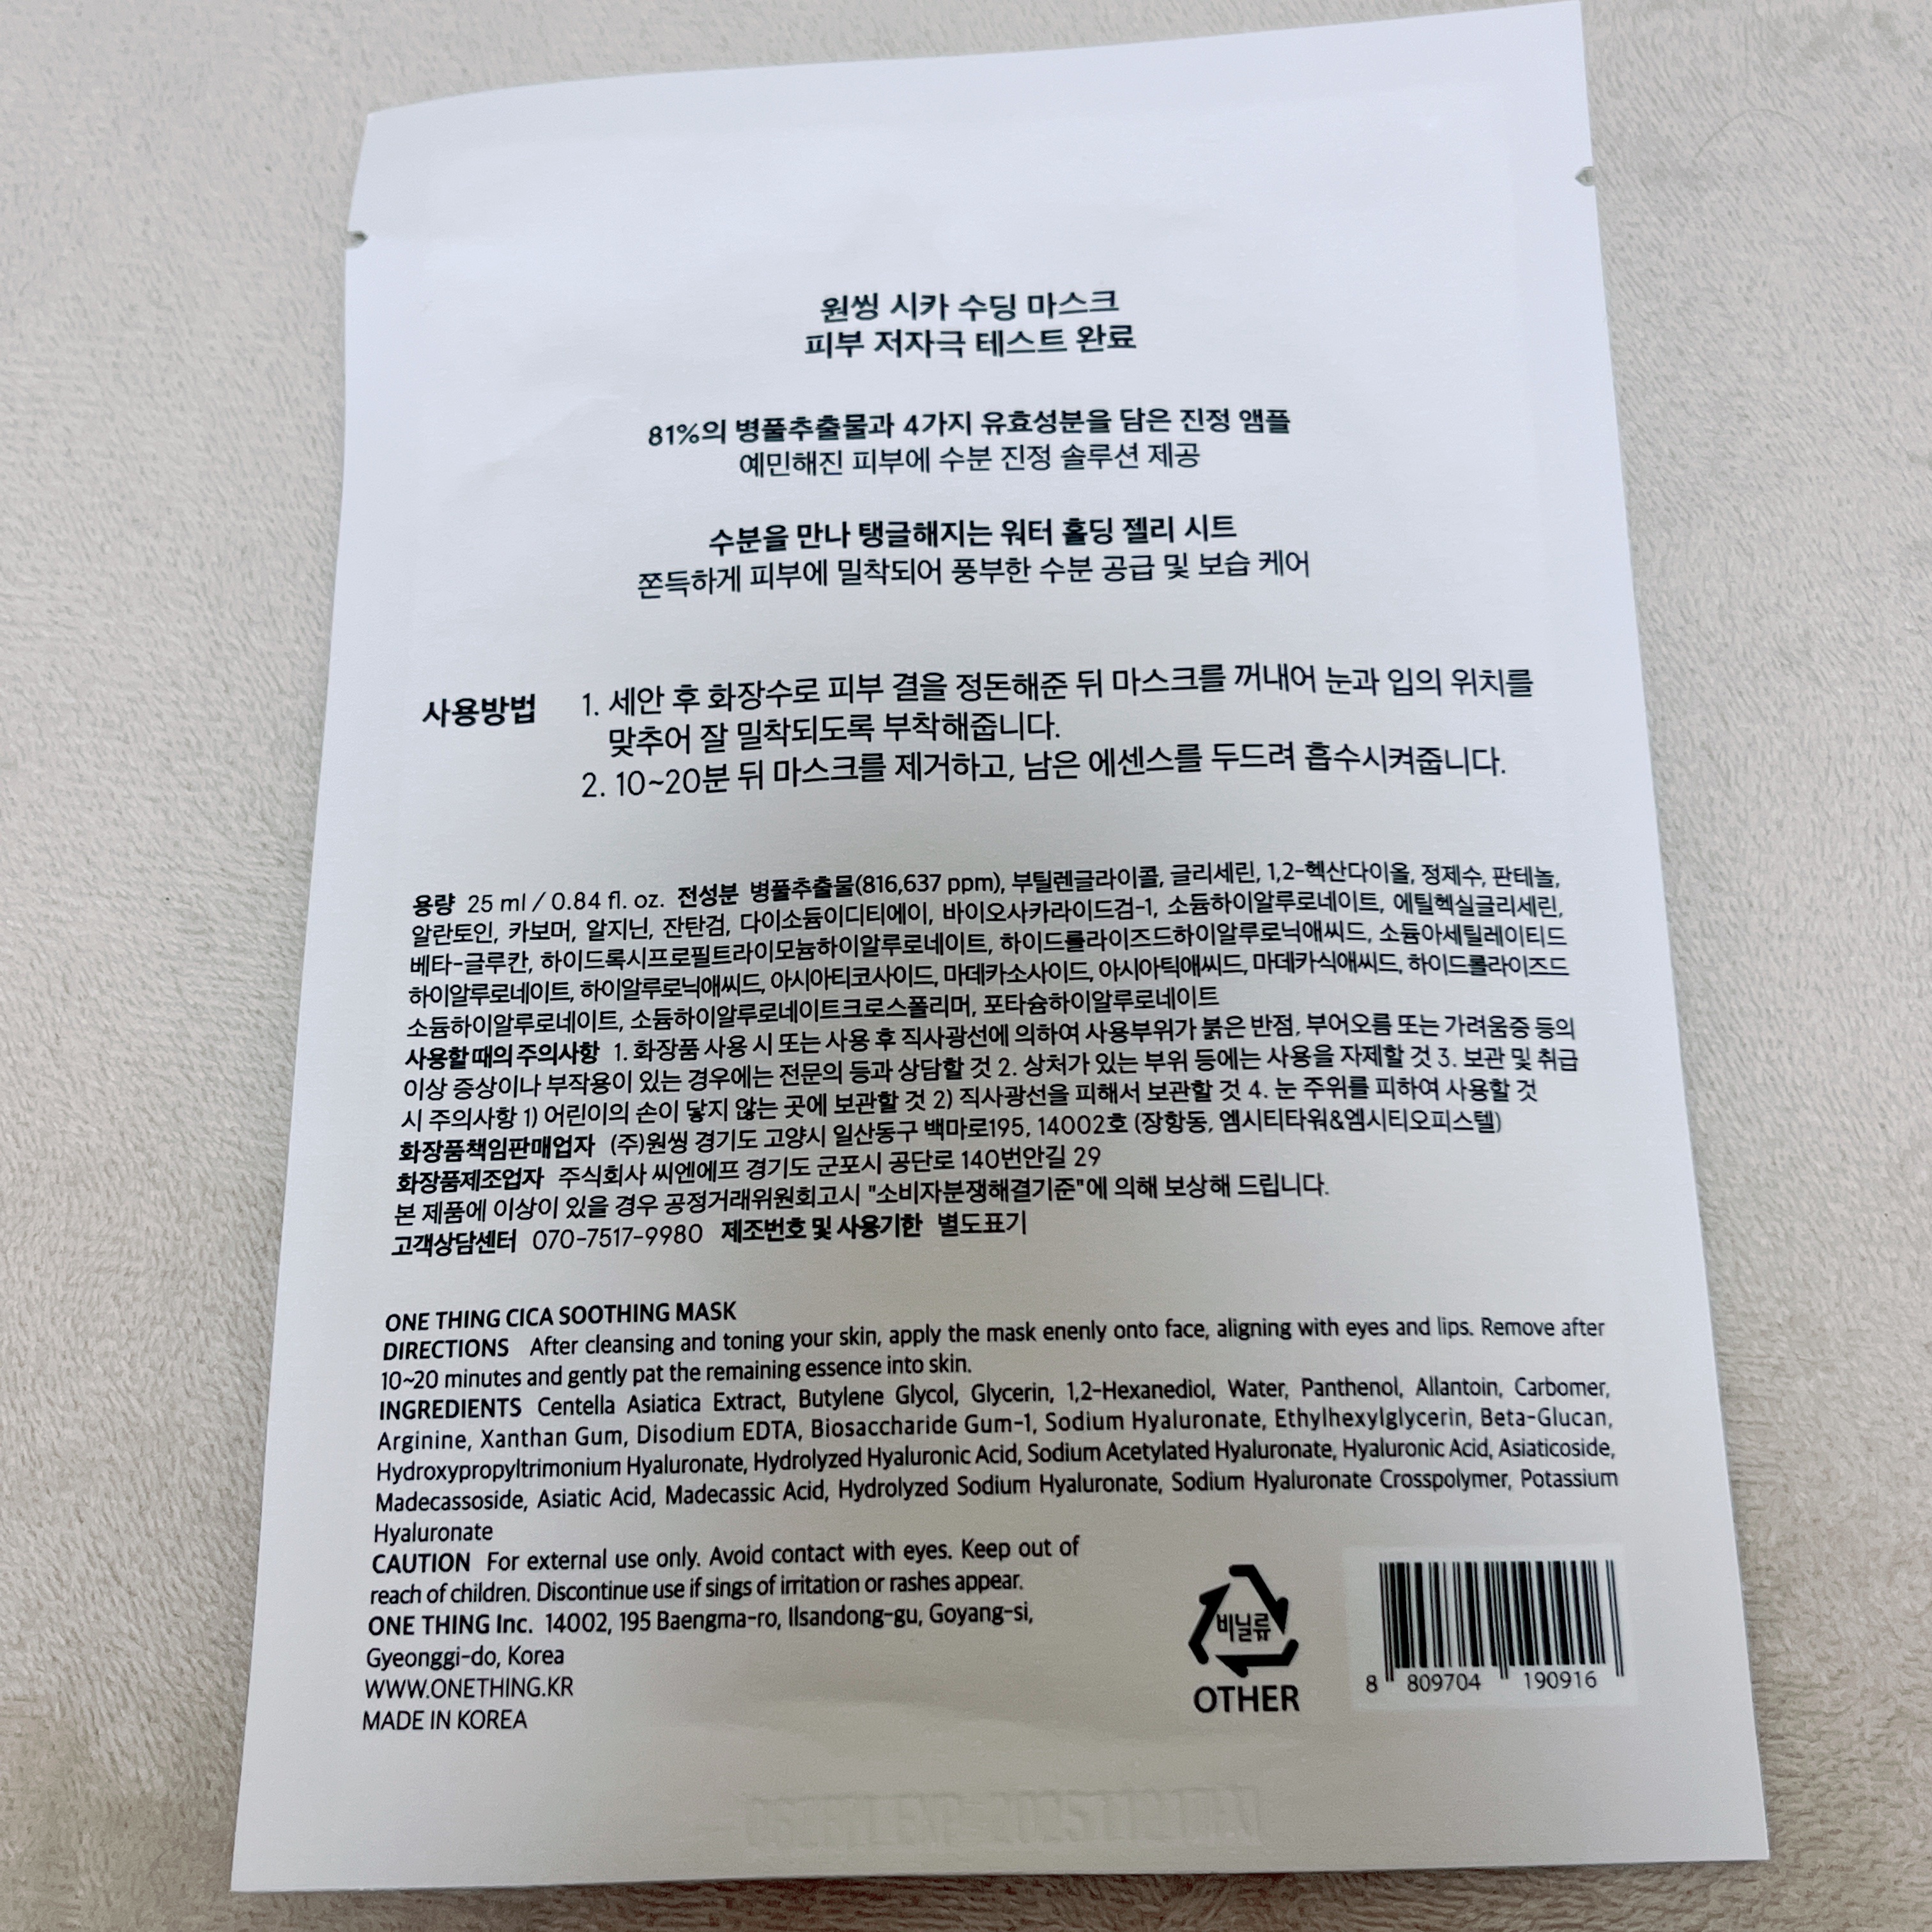 원씽 시카 수딩 마스크
피부 저자극 테스트 완료
81%의 병풀추출물과 4가지 유효성분을 담은 진정 앰플
예민해진 피부에 수분 진정 솔루션 제공
수분을 만나 탱글해지는 워터 홀딩 젤리 시트
쫀득하게 피부에 밀착되어 풍부한 수분 공급 및 보습 케어
사용방법 1. 세안 후 화장수로 피부 결을 정돈해준 뒤 마스크를 꺼내어 눈과 입의 위치를
맞추어 잘 밀착되도록 부착해줍니다.
2. 10~20분 뒤 마스크를 제거하고, 남은 에센스를 두드려 흡수시켜줍니다.
용량 25 ml / 0.84 fl. oz. 전성분 병풀추출물(816,637 ppm), 부틸렌글라이콜, 글리세린, 1,2-헥산다이올, 정제수, 판테놀,
알란토인, 카보머, 알지닌, 잔탄검, 다이소듐이디티에이, 바이오사카라이드검-1, 소듐하이알루로네이트, 에틸헥실글리세린,
베타-글루칸, 하이드록시프로필트라이모늄하이알루로네이트, 하이드롤라이즈드하이알루로닉애씨드, 소듐아세틸레이티드
하이알루로네이트, 하이알루로닉애씨드, 아시아티코사이드, 마데카소사이드, 아시아틱애씨드, 마데카식애씨드, 하이드롤라이즈드
소듐하이알루로네이트, 소듐하이알루로네이트크로스폴리머, 포타슘하이알루로네이트
사용할 때의 주의사항 1. 화장품 사용 시 또는 사용 후 직사광선에 의하여 사용부위가 붉은 반점, 부어오름 또는 가려움증 등의
이상 증상이나 부작용이 있는 경우에는 전문의 등과 상담할 것 2. 상처가 있는 부위 등에는 사용을 자제할 것 3. 보관 및 취급
시 주의사항 1) 어린이의 손이 닿지 않는 곳에 보관할 것 2) 직사광선을 피해서 보관할 것 4. 눈 주위를 피하여 사용할 것
화장품책임판매업자 (주)원씽 경기도 고양시 일산동구 백마로195, 14002호 (장항동, 엠시티타워&엠시티오피스텔)
화장품제조업자 주식회사 씨엔에프 경기도 군포시 공단로 140번안길 29
본 제품에 이상이 있을 경우 공정거래위원회고시 "소비자분쟁해결기준"에 의해 보상해 드립니다.
고객상담센터 070-7517-9980 제조번호 및 사용기한 별도표기
ONE THING CICA SOOTHING MASK
DIRECTIONS After cleansing and toning your skin, apply the mask enenly onto face, aligning with eyes and lips. Remove after
10~20 minutes and gently pat the remaining essence into skin.
INGREDIENTS Centella Asiatica Extract, Butylene Glycol, Glycerin, 1,2-Hexanediol, Water, Panthenol, Allantoin, Carbomer,
Arginine, Xanthan Gum, Disodium EDTA, Biosaccharide Gum-1, Sodium Hyaluronate, Ethylhexylglycerin, Beta-Glucan,
Hydroxypropyltrimonium Hyaluronate, Hydrolyzed Hyaluronic Acid, Sodium Acetylated Hyaluronate, Hyaluronic Acid, Asiaticoside,
Madecassoside, Asiatic Acid, Madecassic Acid, Hydrolyzed Sodium Hyaluronate, Sodium Hyaluronate Crosspolymer, Potassium
Hyaluronate
CAUTION For external use only. Avoid contact with eyes. Keep out of
reach of children. Discontinue use if sings of irritation or rashes appear.
ONE THING Inc. 14002, 195 Baengma-ro, Ilsandong-gu, Goyang-si,
Gyeonggi-do, Korea
WWW.ONETHING.KR
MADE IN KOREA
비닐류
OTHER
8 809704 190916